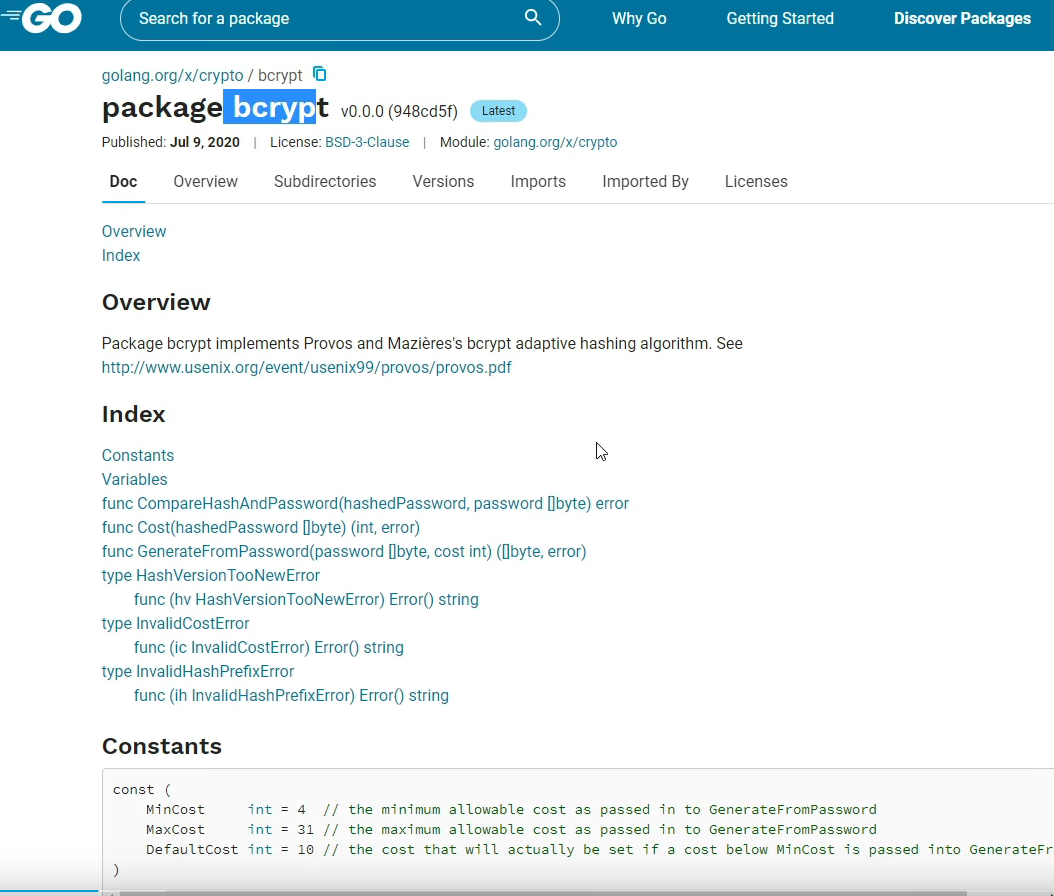 GO Search for a package Why Go Getting Started Discover Packages
golang.org/x/crypto / bcrypt
package bcrypt v0.0.0 (948cd5f) Latest
Published: Jul 9, 2020 | License: BSD-3-Clause | Module: golang.org/x/crypto
Doc Overview Subdirectories Versions Imports Imported By Licenses
Overview
Index
Overview
Package bcrypt implements Provos and Mazières's bcrypt adaptive hashing algorithm. See
http://www.usenix.org/event/usenix99/provos/provos.pdf
Index
Constants
Variables
func CompareHashAndPassword(hashedPassword, password []byte) error
func Cost(hashedPassword []byte) (int, error)
func GenerateFromPassword(password []byte, cost int) ([]byte, error)
type HashVersionTooNewError
func (hv HashVersionTooNewError) Error() string
type InvalidCostError
func (ic InvalidCostError) Error() string
type InvalidHashPrefixError
func (ih InvalidHashPrefixError) Error() string
Constants
const (
MinCost int = 4 // the minimum allowable cost as passed in to GenerateFromPassword
MaxCost int = 31 // the maximum allowable cost as passed in to GenerateFromPassword
DefaultCost int = 10 // the cost that will actually be set if a cost below MinCost is passed into GenerateFr
)